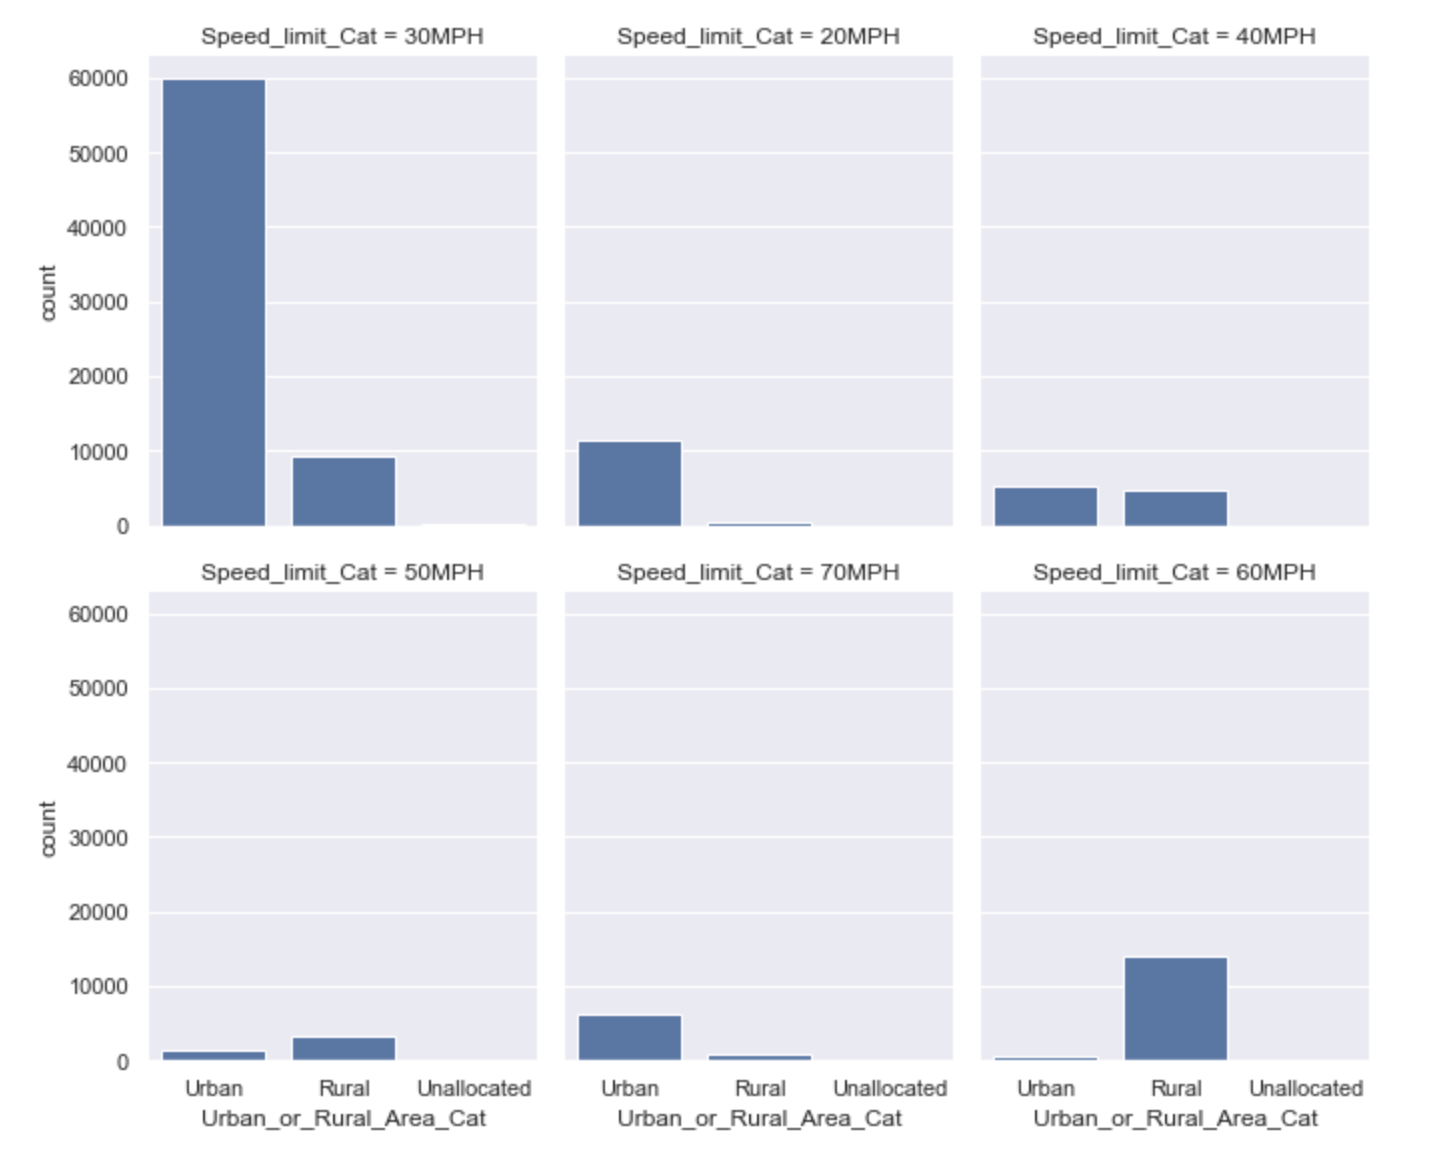 Speed_limit_Cat = 30MPH
Speed_limit_Cat = 20MPH
Speed_limit_Cat = 40MPH
60000
50000
40000
30000
20000
10000
0
count
Speed_limit_Cat = 50MPH
Speed_limit_Cat = 70MPH
Speed_limit_Cat = 60MPH
60000
50000
40000
30000
20000
10000
0
count
Urban Rural Unallocated
Urban_or_Rural_Area_Cat
Urban Rural Unallocated
Urban_or_Rural_Area_Cat
Urban Rural Unallocated
Urban_or_Rural_Area_Cat